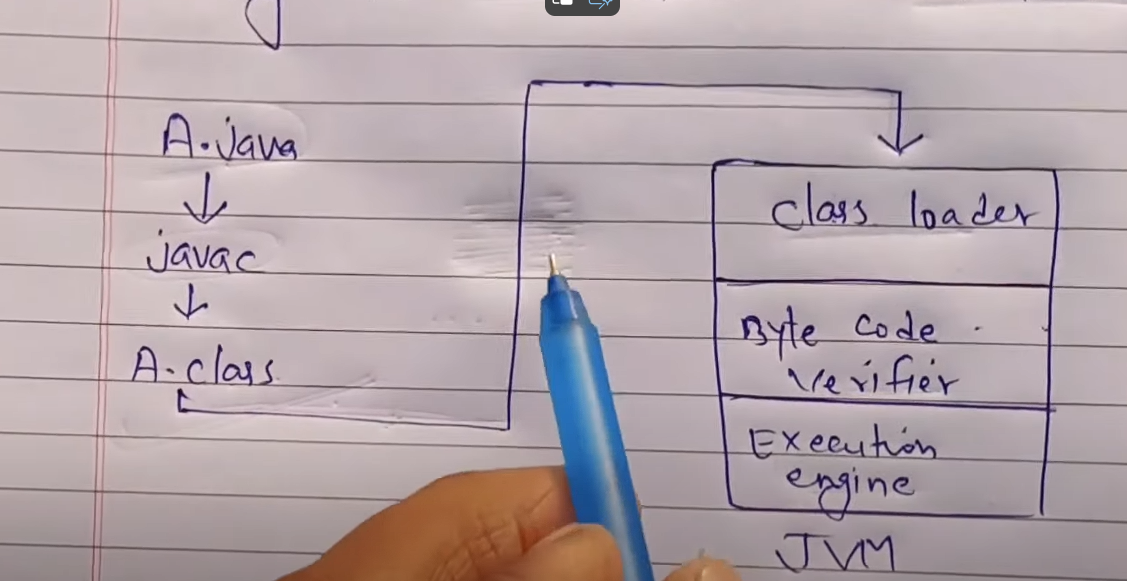 A.java
javac
A.class
Class loader
Byte code
verifier
Execution
engine
JVM